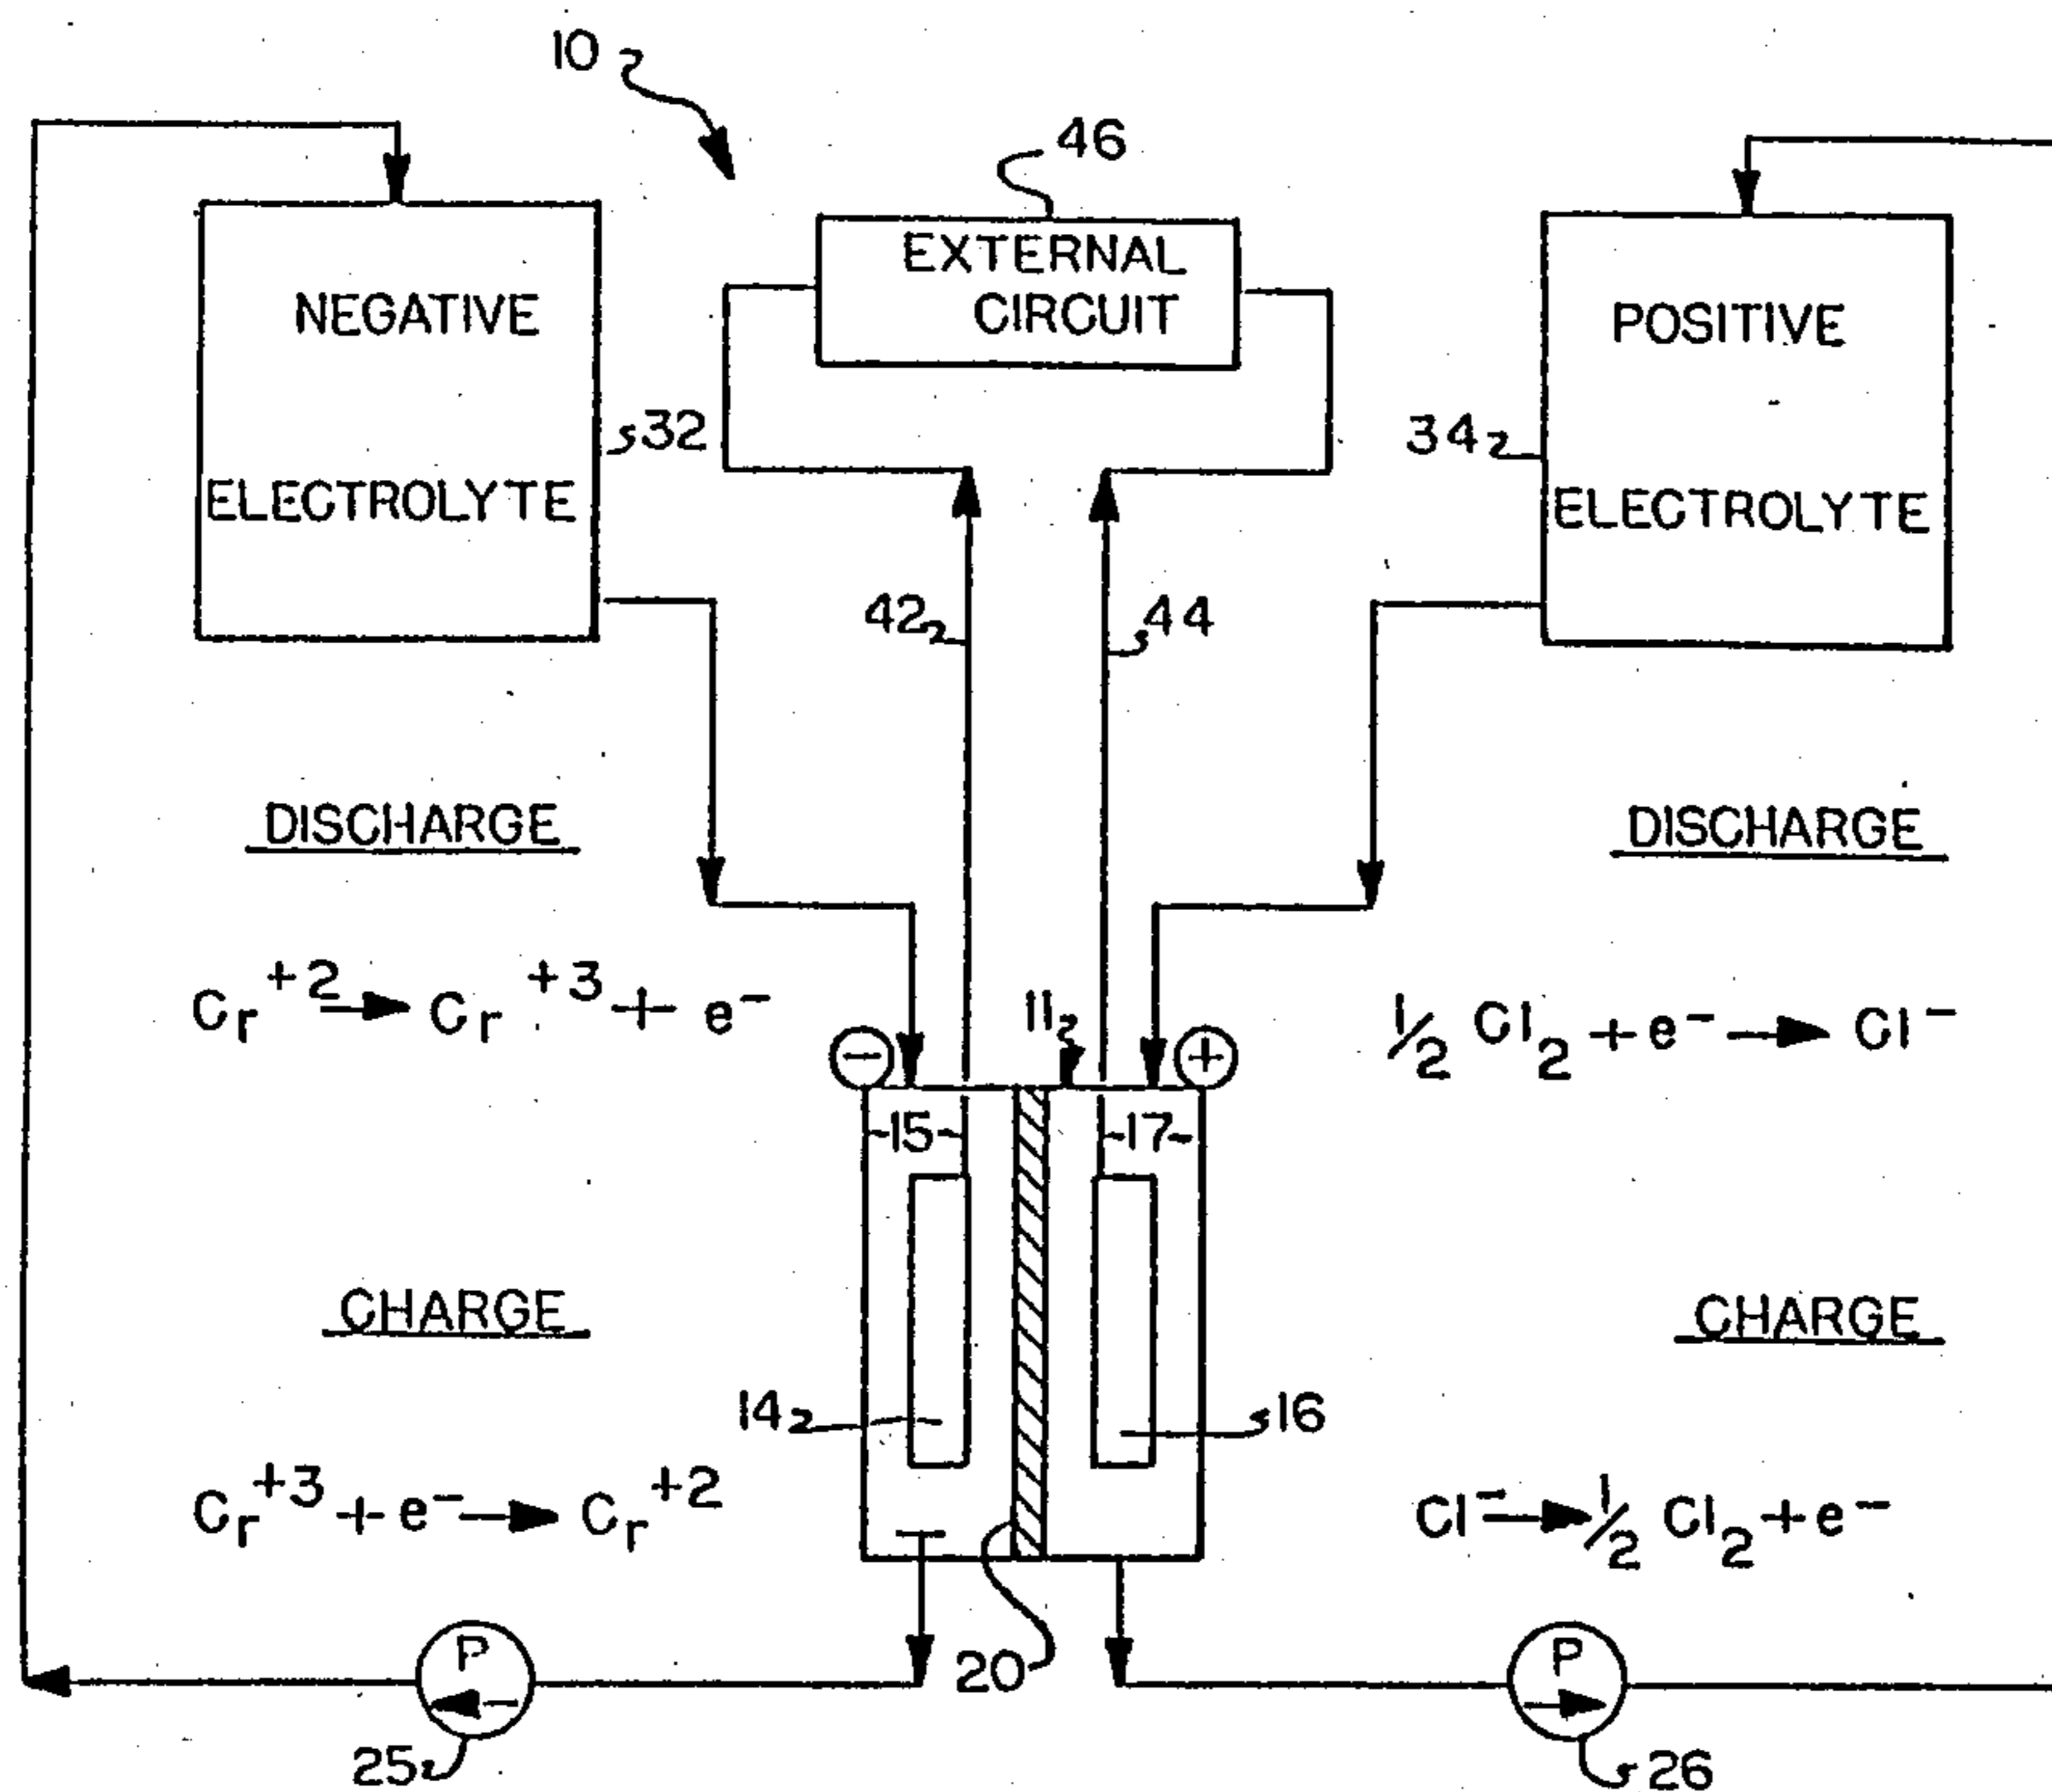 10
46
EXTERNAL
CIRCUIT
NEGATIVE
ELECTROLYTE
32
POSITIVE
ELECTROLYTE
34
42
44
DISCHARGE
DISCHARGE
Cr+2 → Cr+3 + e−
½ Cl2 + e− → Cl−
11
−
+
15
17
CHARGE
CHARGE
14
16
Cr+3 + e− → Cr+2
Cl− → ½ Cl2 + e−
20
P
P
25
26